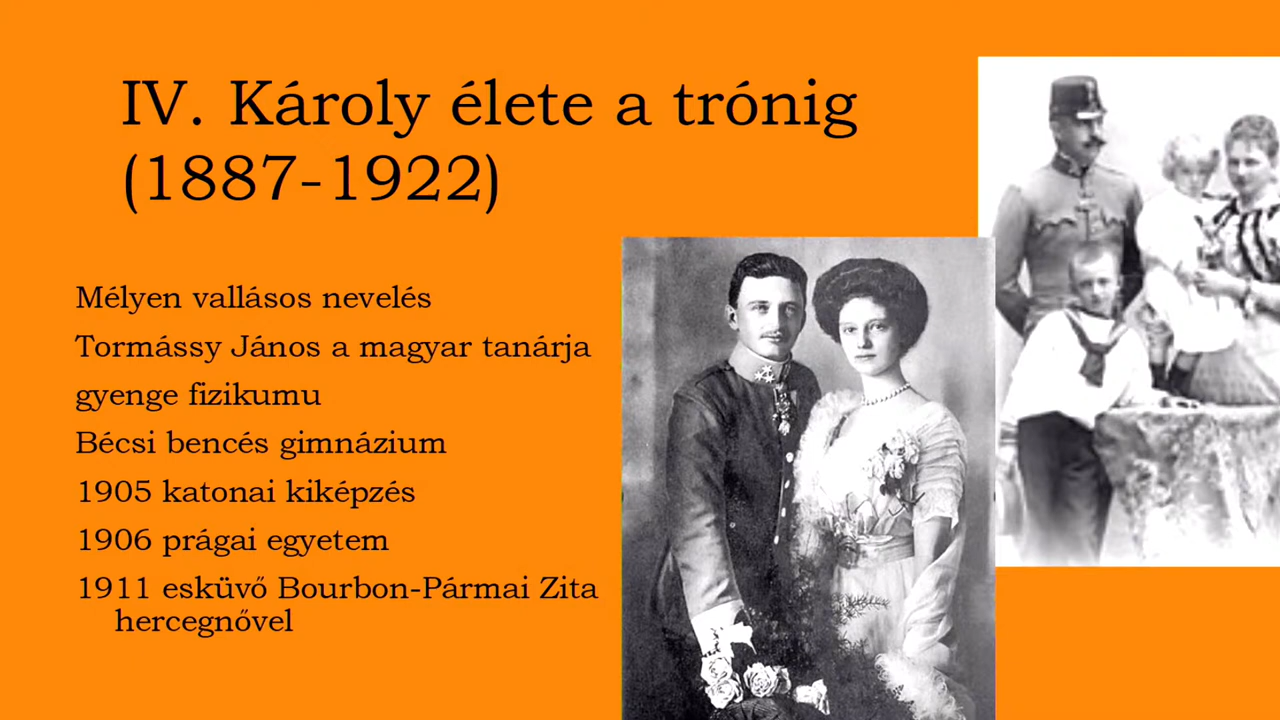 IV. Károly élete a trónig
(1887-1922)
Mélyen vallásos nevelés
Tormássy János a magyar tanárja
gyenge fizikumu
Bécsi bencés gimnázium
1905 katonai kiképzés
1906 prágai egyetem
1911 esküvő Bourbon-Pármai Zita
hercegnővel